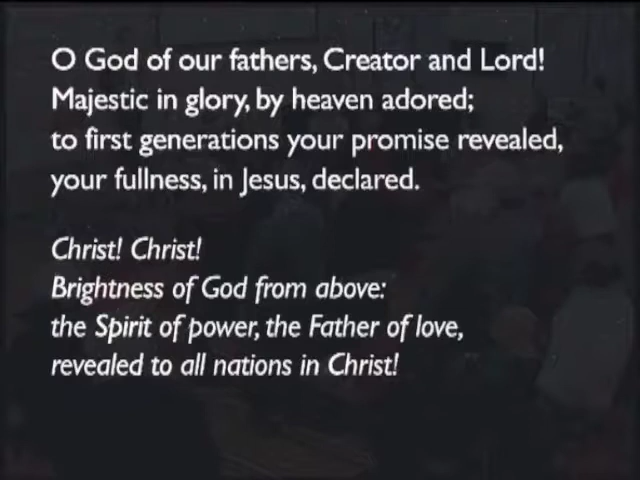 O God of our fathers, Creator and Lord!
Majestic in glory, by heaven adored;
to first generations your promise revealed,
your fullness, in Jesus, declared.
Christ! Christ!
Brightness of God from above:
the Spirit of power, the Father of love,
revealed to all nations in Christ!